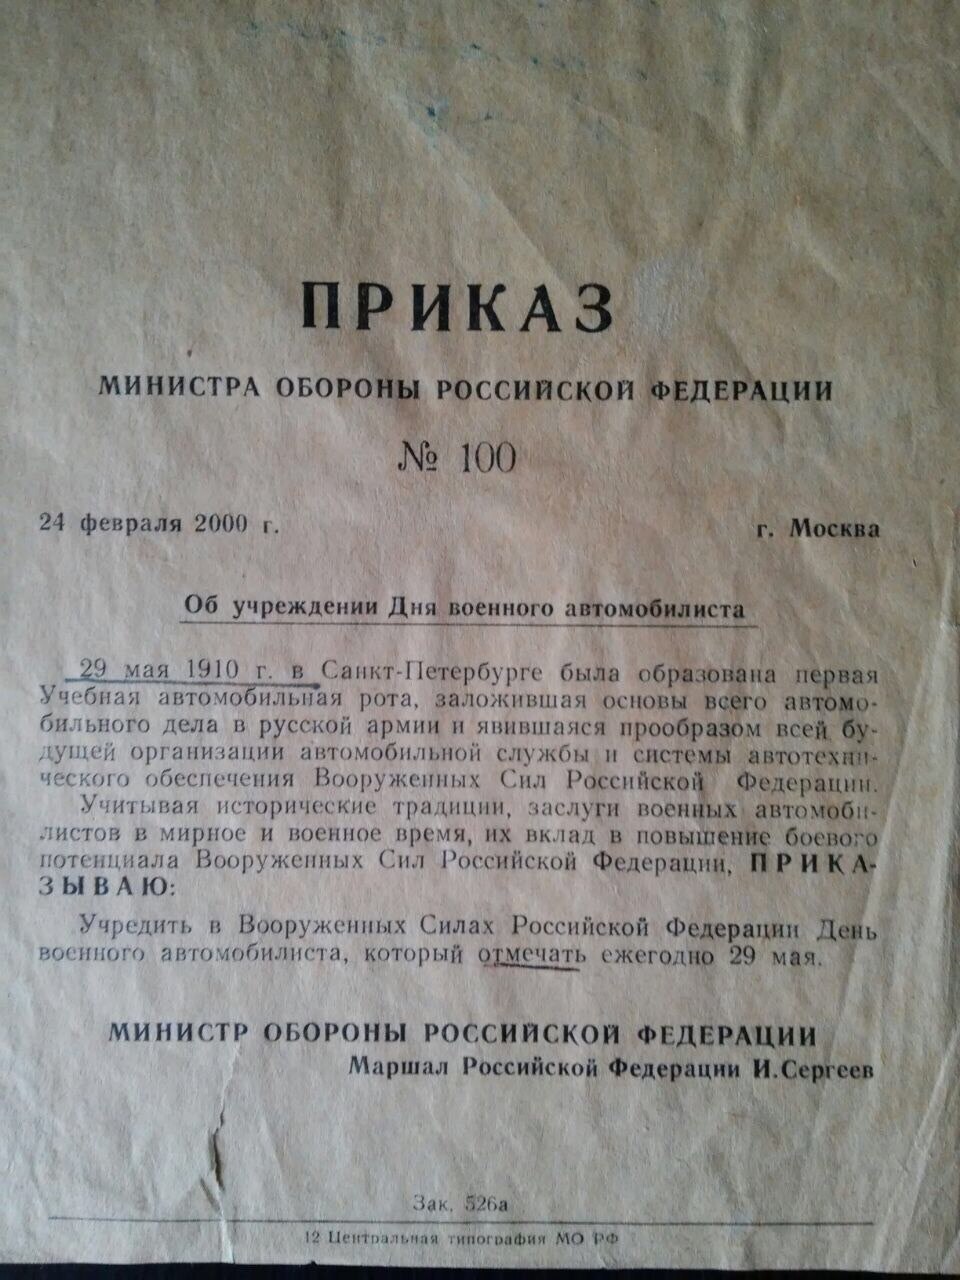 ПРИКАЗ
МИНИСТРА ОБОРОНЫ РОССИЙСКОЙ ФЕДЕРАЦИИ
№ 100
24 февраля 2000 г. г. Москва
Об учреждении Дня военного автомобилиста
29 мая 1910 г. в Санкт-Петербурге была образована первая
Учебная автомобильная рота, заложившая основы всего автомо-
бильного дела в русской армии и явившаяся прообразом всей бу-
дущей организации автомобильной службы и системы автотехни-
ческого обеспечения Вооруженных Сил Российской Федерации.
Учитывая исторические традиции, заслуги военных автомоби-
листов в мирное и военное время, их вклад в повышение боевого
потенциала Вооруженных Сил Российской Федерации, ПРИКА-
ЗЫВАЮ:
Учредить в Вооруженных Силах Российской Федерации День
военного автомобилиста, который отмечать ежегодно 29 мая.
МИНИСТР ОБОРОНЫ РОССИЙСКОЙ ФЕДЕРАЦИИ
Маршал Российской Федерации И.Сергеев
Зак. 526а
12 Центральная типография МО РФ